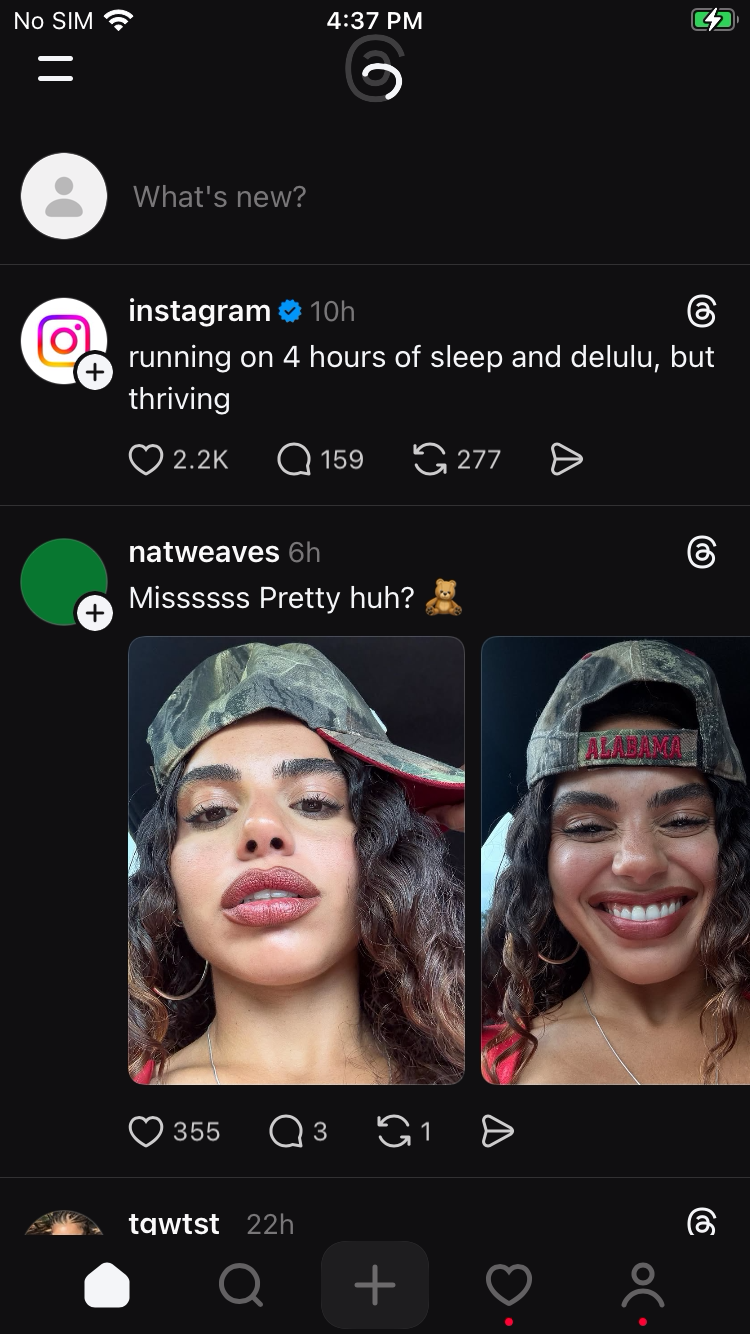 No SIM 4:37 PM
What's new?
instagram 10h
running on 4 hours of sleep and delulu, but
thriving
2.2K 159 277
natweaves 6h
Missssss Pretty huh? 🧸
ALABAMA
355 3 1
tqwtst 22h